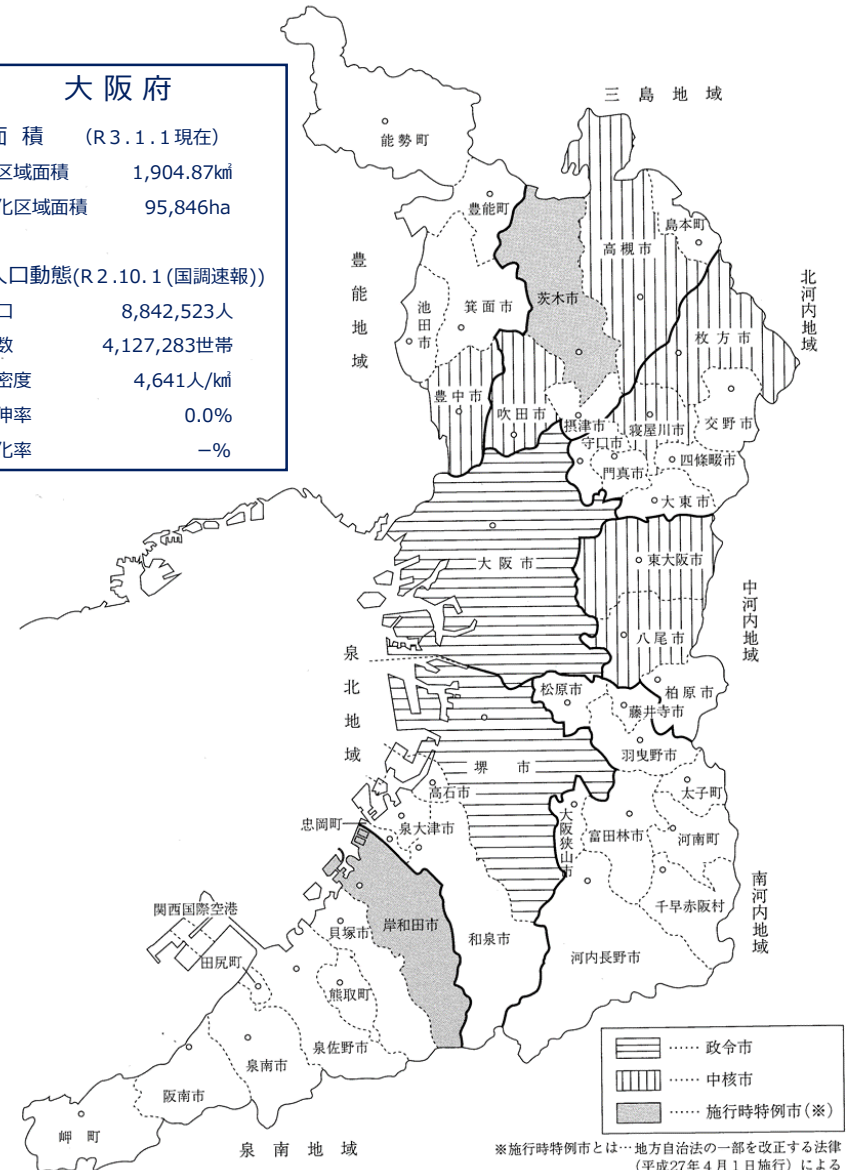 大阪府
面 積 (R3.1.1現在)
区域面積 1,904.87㎢
化区域面積 95,846ha
人口動態(R2.10.1(国調速報))
口 8,842,523人
数 4,127,283世帯
密度 4,641人/㎢
伸率 0.0%
化率 −%
三島地域
能勢町
豊能町
島本町
高槻市
豊能地域
北河内地域
茨木市
箕面市
池田市
枚方市
豊中市
吹田市
摂津市
寝屋川市
交野市
守口市
門真市
四條畷市
大東市
大阪市
東大阪市
中河内地域
八尾市
泉北地域
松原市
柏原市
藤井寺市
羽曳野市
堺市
太子町
高石市
忠岡町
泉大津市
大阪狭山市
富田林市
河南町
南河内地域
千早赤阪村
関西国際空港
貝塚市
岸和田市
和泉市
河内長野市
田尻町
熊取町
泉佐野市
泉南市
阪南市
岬町
泉南地域
…… 政令市
…… 中核市
…… 施行時特例市(※)
※施行時特例市とは…地方自治法の一部を改正する法律
(平成27年4月1日施行)による